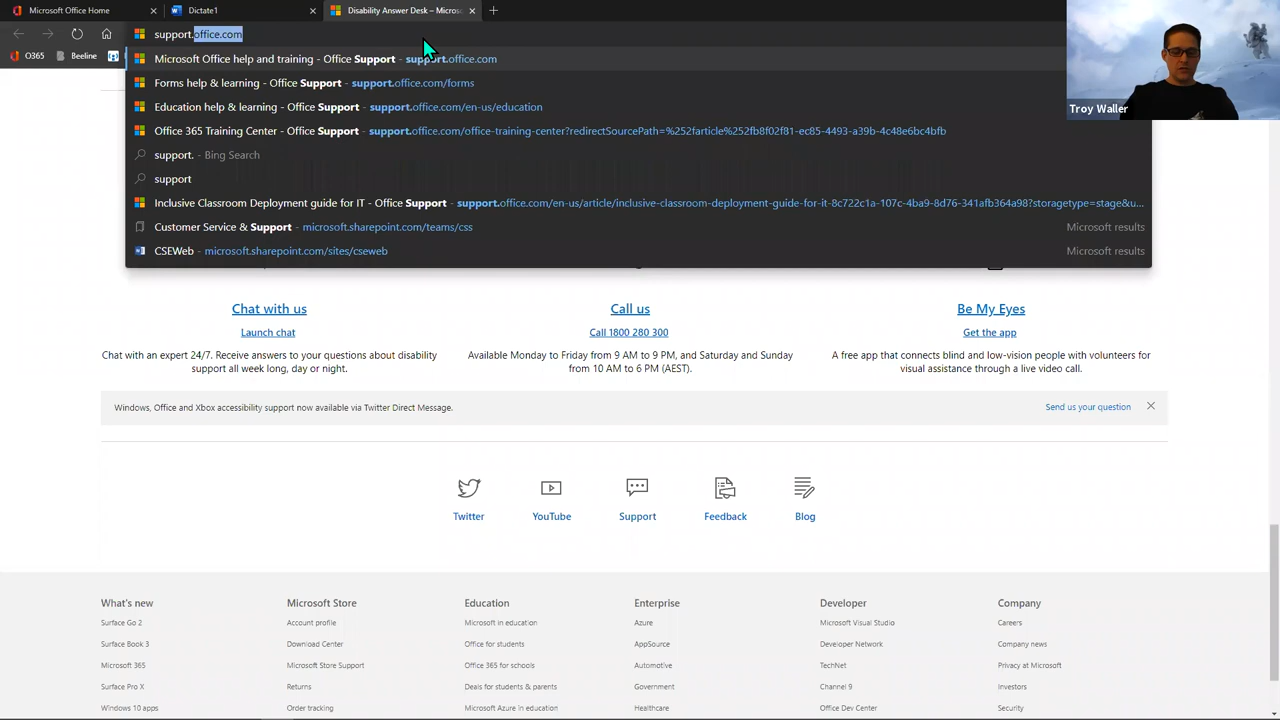 Microsoft Office Home
Dictate1
Disability Answer Desk – Microso
support.office.com
O365
Beeline
Microsoft Office help and training - Office Support - support.office.com
Forms help & learning - Office Support - support.office.com/forms
Education help & learning - Office Support - support.office.com/en-us/education
Office 365 Training Center - Office Support - support.office.com/office-training-center?redirectSourcePath=%252farticle%252fb8f02f81-ec85-4493-a39b-4c48e6bc4bfb
support. - Bing Search
support
Inclusive Classroom Deployment guide for IT - Office Support - support.office.com/en-us/article/inclusive-classroom-deployment-guide-for-it-8c722c1a-107c-4ba9-8d76-341afb364a98?storagetype=stage&u...
Customer Service & Support - microsoft.sharepoint.com/teams/css Microsoft results
CSEWeb - microsoft.sharepoint.com/sites/cseweb Microsoft results
Troy Waller
Chat with us
Launch chat
Chat with an expert 24/7. Receive answers to your questions about disability
support all week long, day or night.
Call us
Call 1800 280 300
Available Monday to Friday from 9 AM to 9 PM, and Saturday and Sunday
from 10 AM to 6 PM (AEST).
Be My Eyes
Get the app
A free app that connects blind and low-vision people with volunteers for
visual assistance through a live video call.
Windows, Office and Xbox accessibility support now available via Twitter Direct Message.
Send us your question
Twitter
YouTube
Support
Feedback
Blog
What's new
Surface Go 2
Surface Book 3
Microsoft 365
Surface Pro X
Windows 10 apps
Microsoft Store
Account profile
Download Center
Microsoft Store Support
Returns
Order tracking
Education
Microsoft in education
Office for students
Office 365 for schools
Deals for students & parents
Microsoft Azure in education
Enterprise
Azure
AppSource
Automotive
Government
Healthcare
Developer
Microsoft Visual Studio
Developer Network
TechNet
Channel 9
Office Dev Center
Company
Careers
Company news
Privacy at Microsoft
Investors
Security